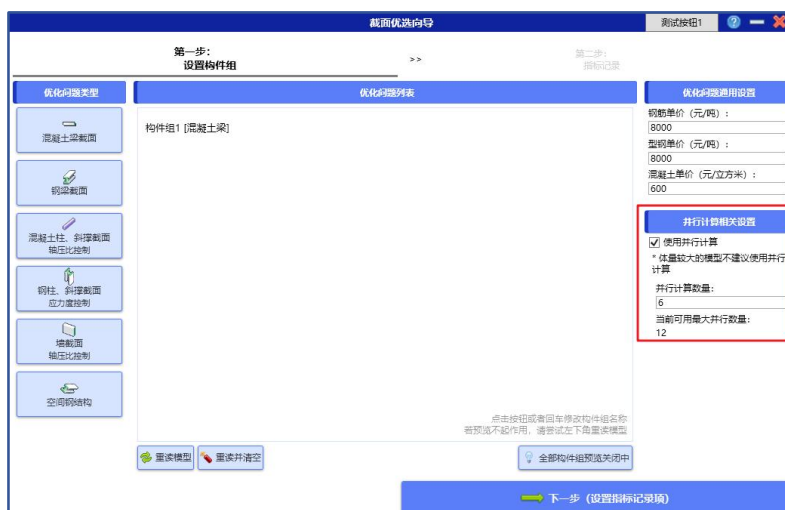 截面优选向导
测试按钮1
第一步：
设置构件组
>>
第二步：
指标记录
优化问题类型
混凝土梁截面
钢梁截面
混凝土柱、斜撑截面
轴压比控制
钢柱、斜撑截面
应力度控制
墙截面
轴压比控制
空间钢结构
优化问题列表
构件组1 [混凝土梁]
点击按钮或者回车修改构件组名称
若预览不起作用，请尝试左下角重读模型
重读模型
重读并清空
全部构件组预览关闭中
优化问题通用设置
钢筋单价（元/吨）：
8000
型钢单价（元/吨）：
8000
混凝土单价（元/立方米）：
600
并行计算相关设置
使用并行计算
* 体量较大的模型不建议使用并行
计算
并行计算数量：
6
当前可用最大并行数量：
12
下一步（设置指标记录项）